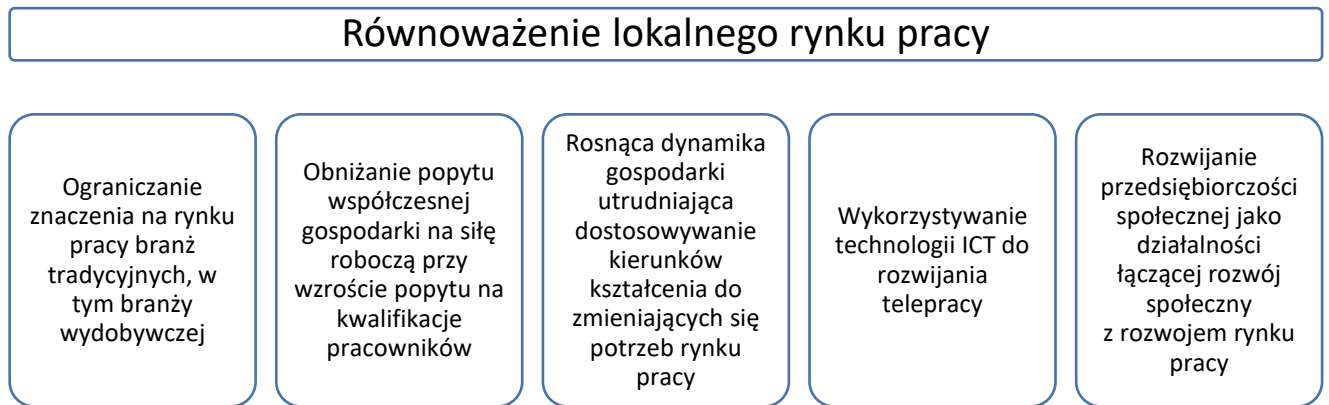 Równoważenie lokalnego rynku pracy
Ograniczanie
znaczenia na rynku
pracy branż
tradycyjnych, w
tym branży
wydobywczej
Obniżanie popytu
współczesnej
gospodarki na siłę
roboczą przy
wzroście popytu na
kwalifikacje
pracowników
Rosnąca dynamika
gospodarki
utrudniająca
dostosowywanie
kierunków
kształcenia do
zmieniających się
potrzeb rynku
pracy
Wykorzystywanie
technologii ICT do
rozwijania
telepracy
Rozwijanie
przedsiębiorczości
społecznej jako
działalności
łączącej rozwój
społeczny
z rozwojem rynku
pracy